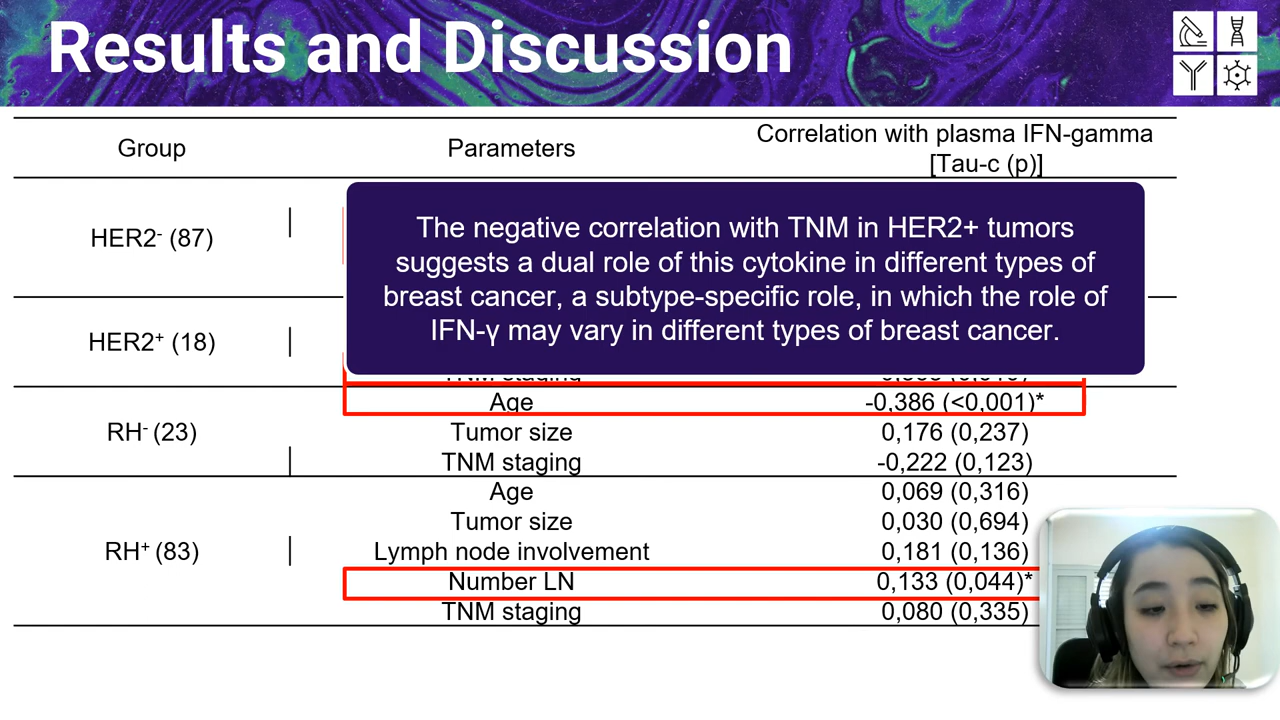 Results and Discussion
Group Parameters Correlation with plasma IFN-gamma
[Tau-c (p)]
HER2- (87)
The negative correlation with TNM in HER2+ tumors
suggests a dual role of this cytokine in different types of
breast cancer, a subtype-specific role, in which the role of
IFN-γ may vary in different types of breast cancer.
HER2+ (18)
TNM staging
Age -0,386 (<0,001)*
RH- (23) Tumor size 0,176 (0,237)
TNM staging -0,222 (0,123)
Age 0,069 (0,316)
Tumor size 0,030 (0,694)
RH+ (83) Lymph node involvement 0,181 (0,136)
Number LN 0,133 (0,044)*
TNM staging 0,080 (0,335)